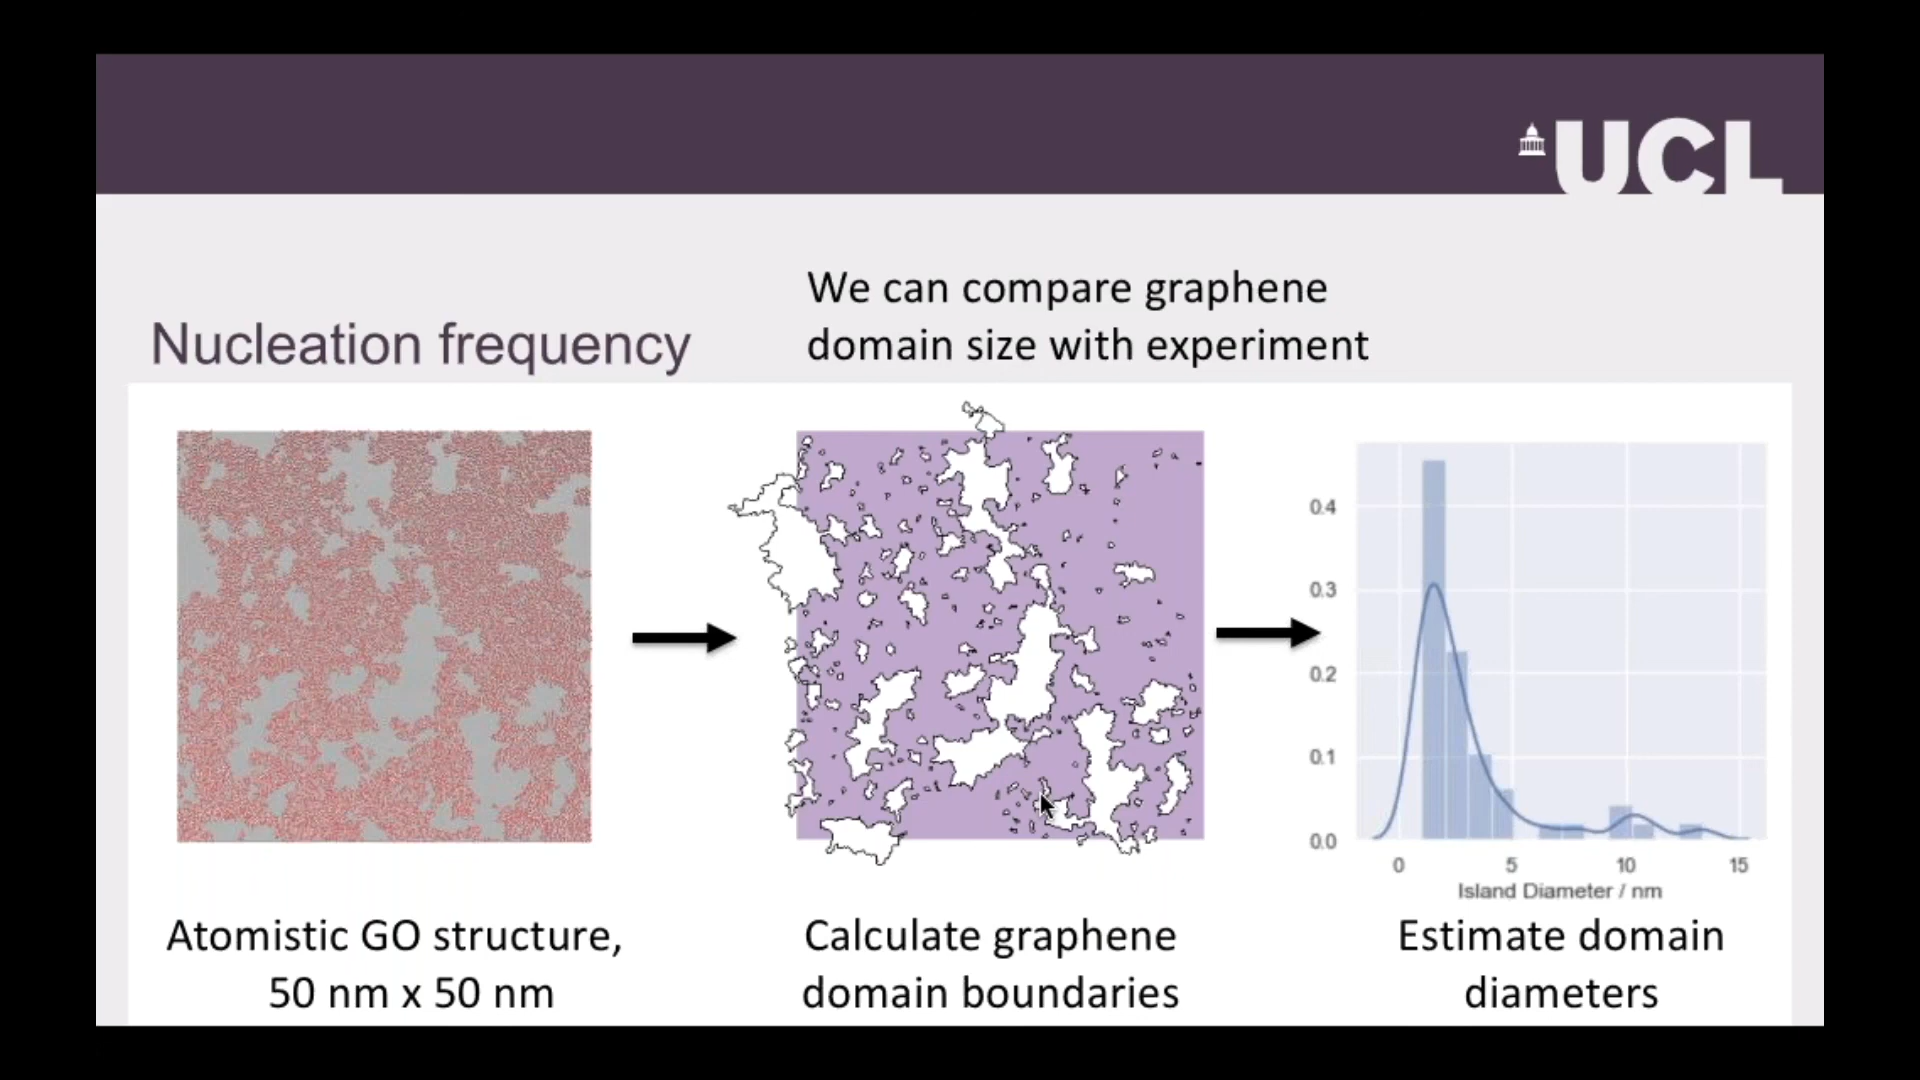 UCL
We can compare graphene
domain size with experiment
Nucleation frequency
0.4
0.3
0.2
0.1
0.0
0 5 10 15
Island Diameter / nm
Atomistic GO structure,
50 nm x 50 nm
Calculate graphene
domain boundaries
Estimate domain
diameters